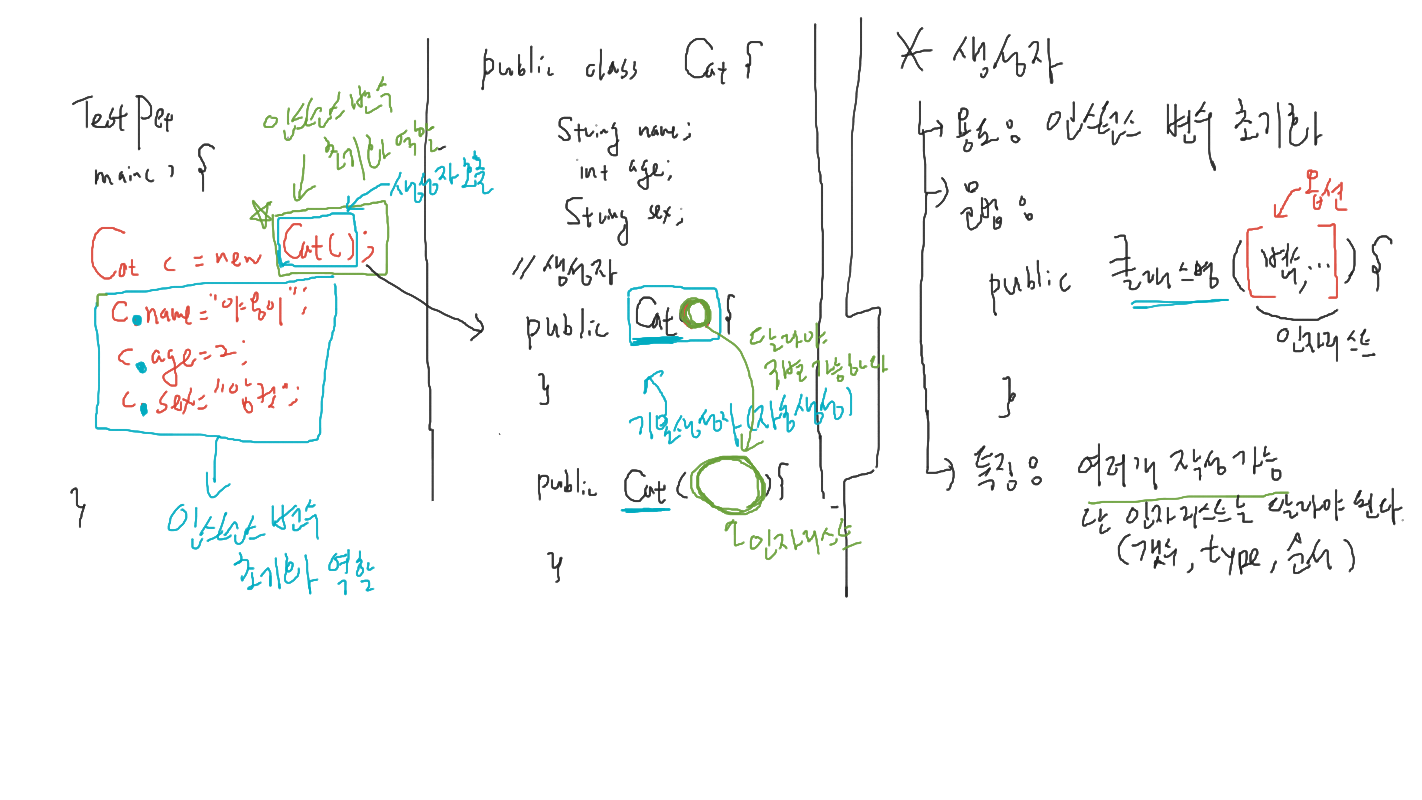 TestPet
main( ) {
인스턴스 변수
초기화 역할
생성자 호출
Cat c = new Cat( );
c.name="야옹이";
c.age=2;
c.sex="암컷";
}
인스턴스 변수
초기화 역할
public class Cat {
String name;
int age;
String sex;
// 생성자
public Cat() {
}
달라야
구별가능하다
기본생성자(자동생성)
public Cat ( ) {
인자리스트
}
* 생성자
용도: 인스턴스 변수 초기화
문법:
옵션
public 클래스명 ([변수,...]) {
인자리스트
}
특징: 여러개 작성 가능
단 인자리스트는 달라야 된다.
(갯수, type, 순서)